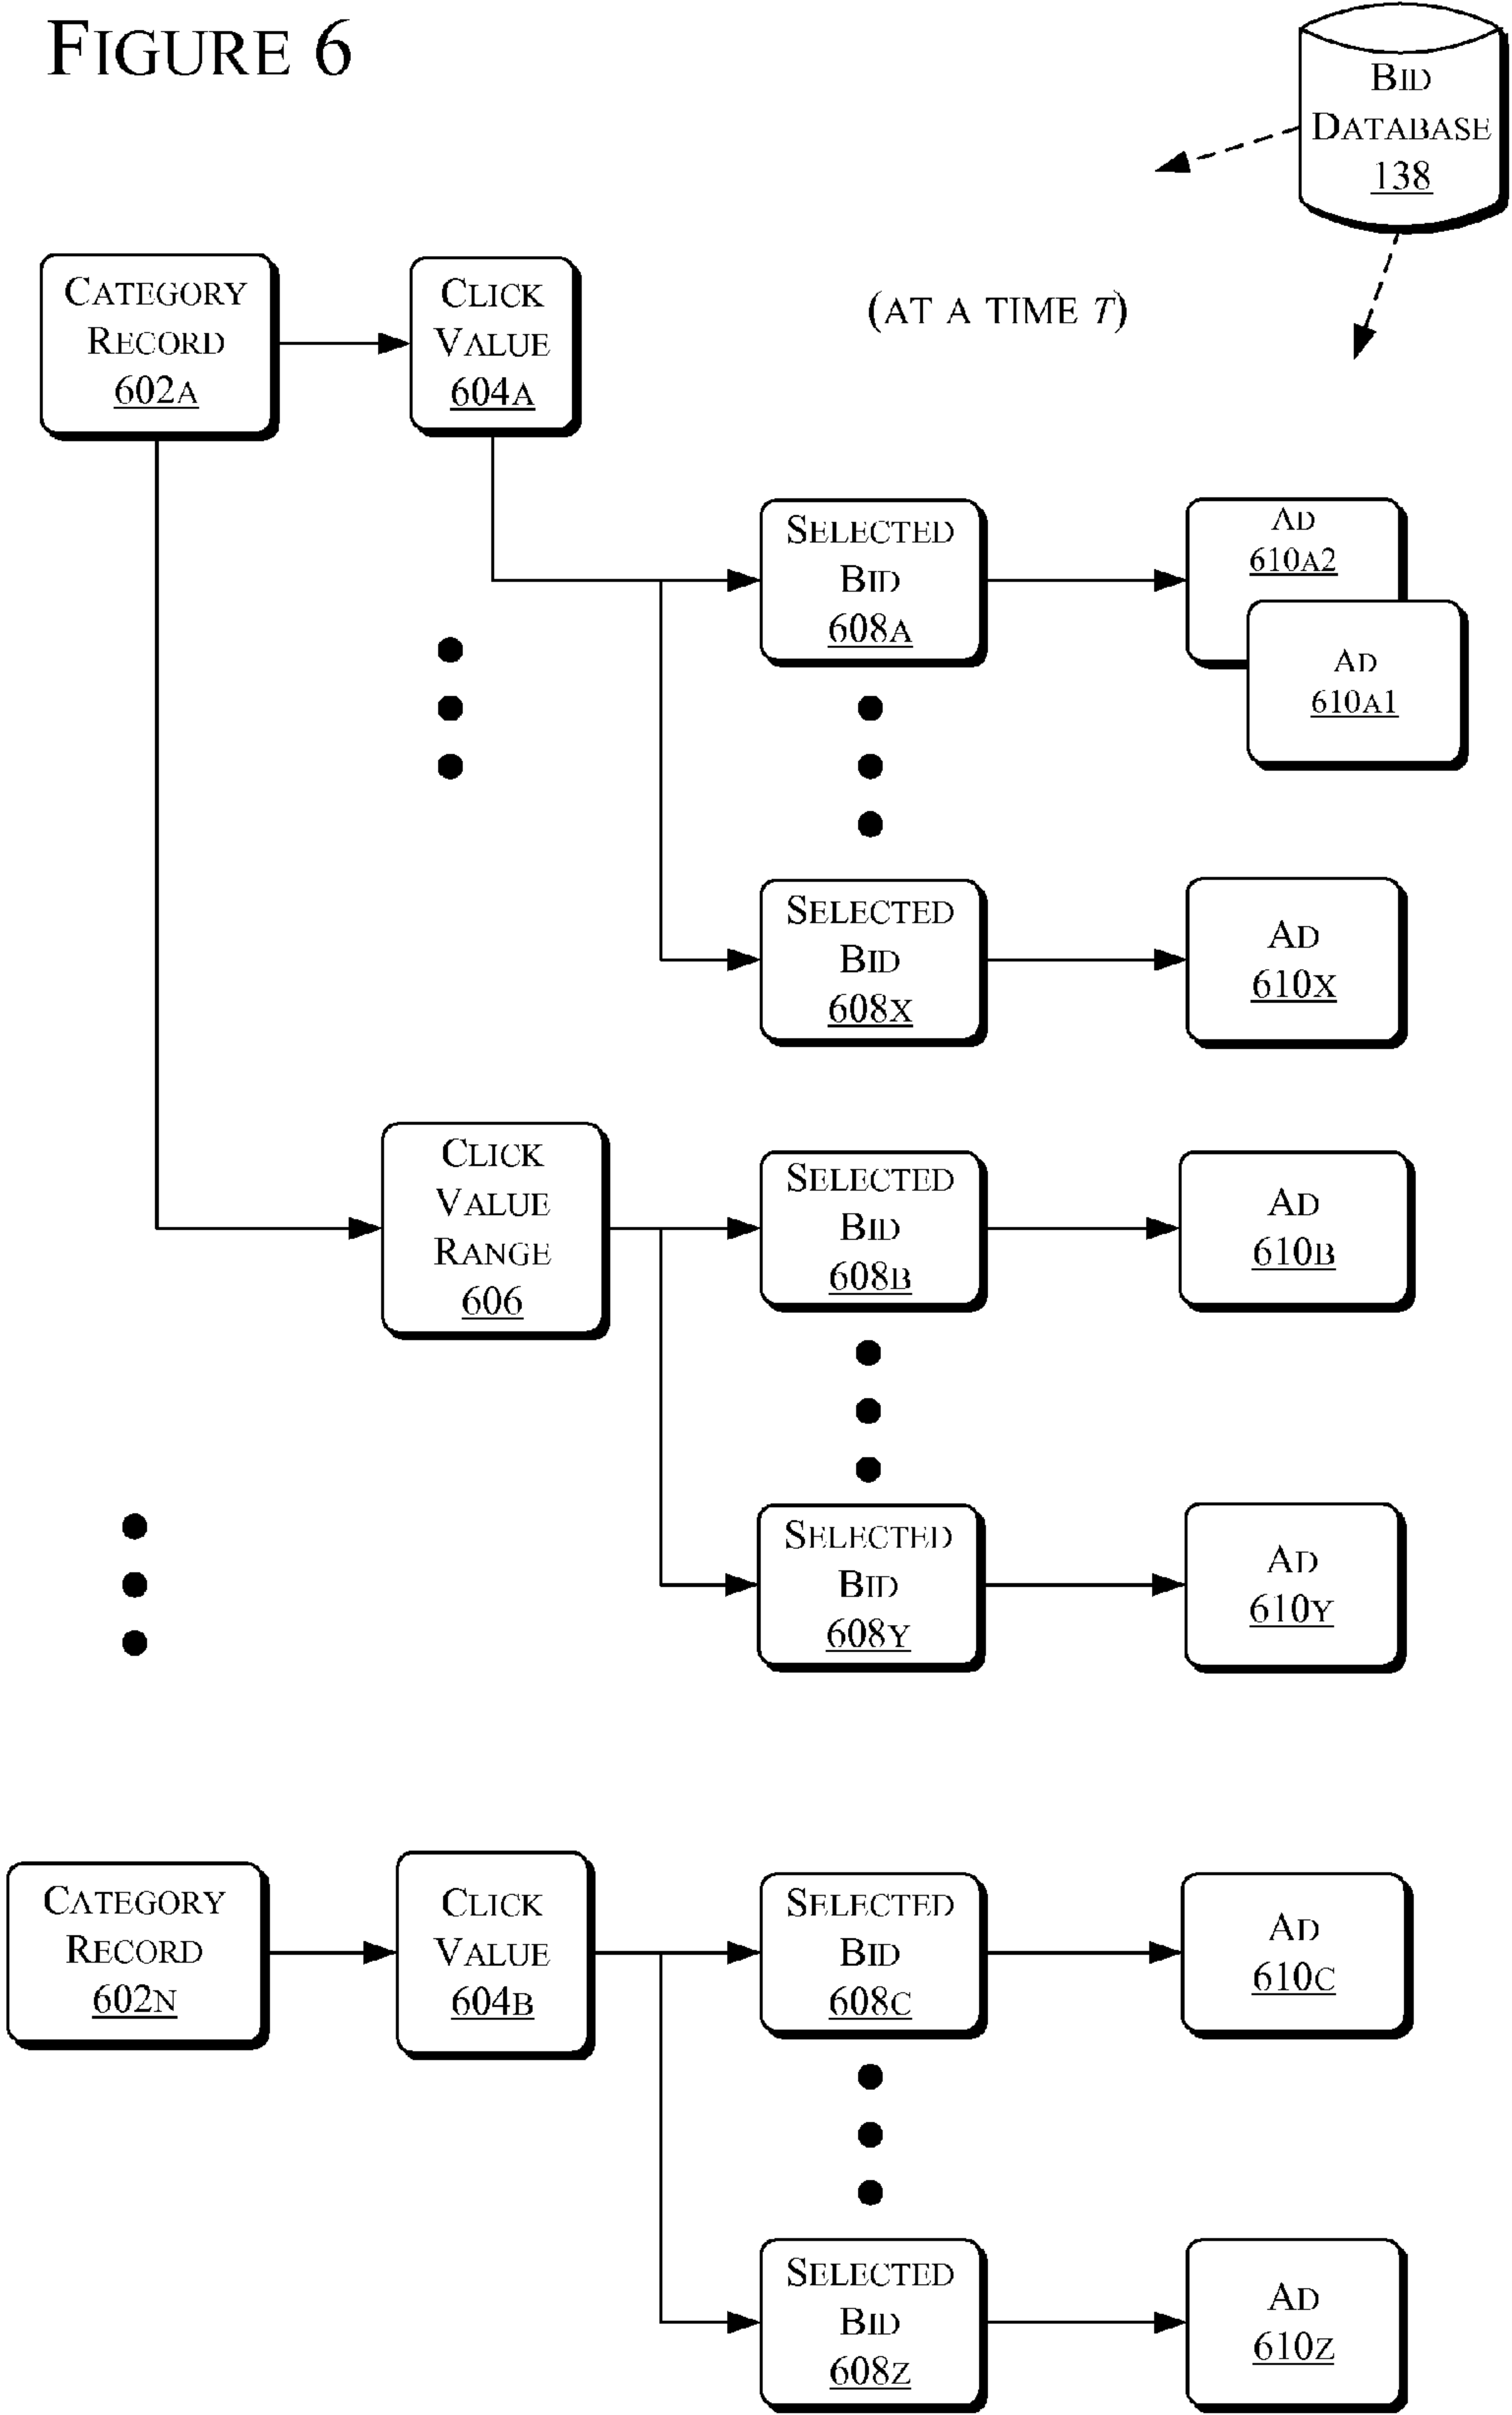 FIGURE 6
BID
DATABASE
138
CATEGORY
RECORD
602A
CLICK
VALUE
604A
(AT A TIME T)
SELECTED
BID
608A
AD
610A2
AD
610A1
SELECTED
BID
608X
AD
610X
CLICK
VALUE
RANGE
606
SELECTED
BID
608B
AD
610B
SELECTED
BID
608Y
AD
610Y
CATEGORY
RECORD
602N
CLICK
VALUE
604B
SELECTED
BID
608C
AD
610C
SELECTED
BID
608Z
AD
610Z